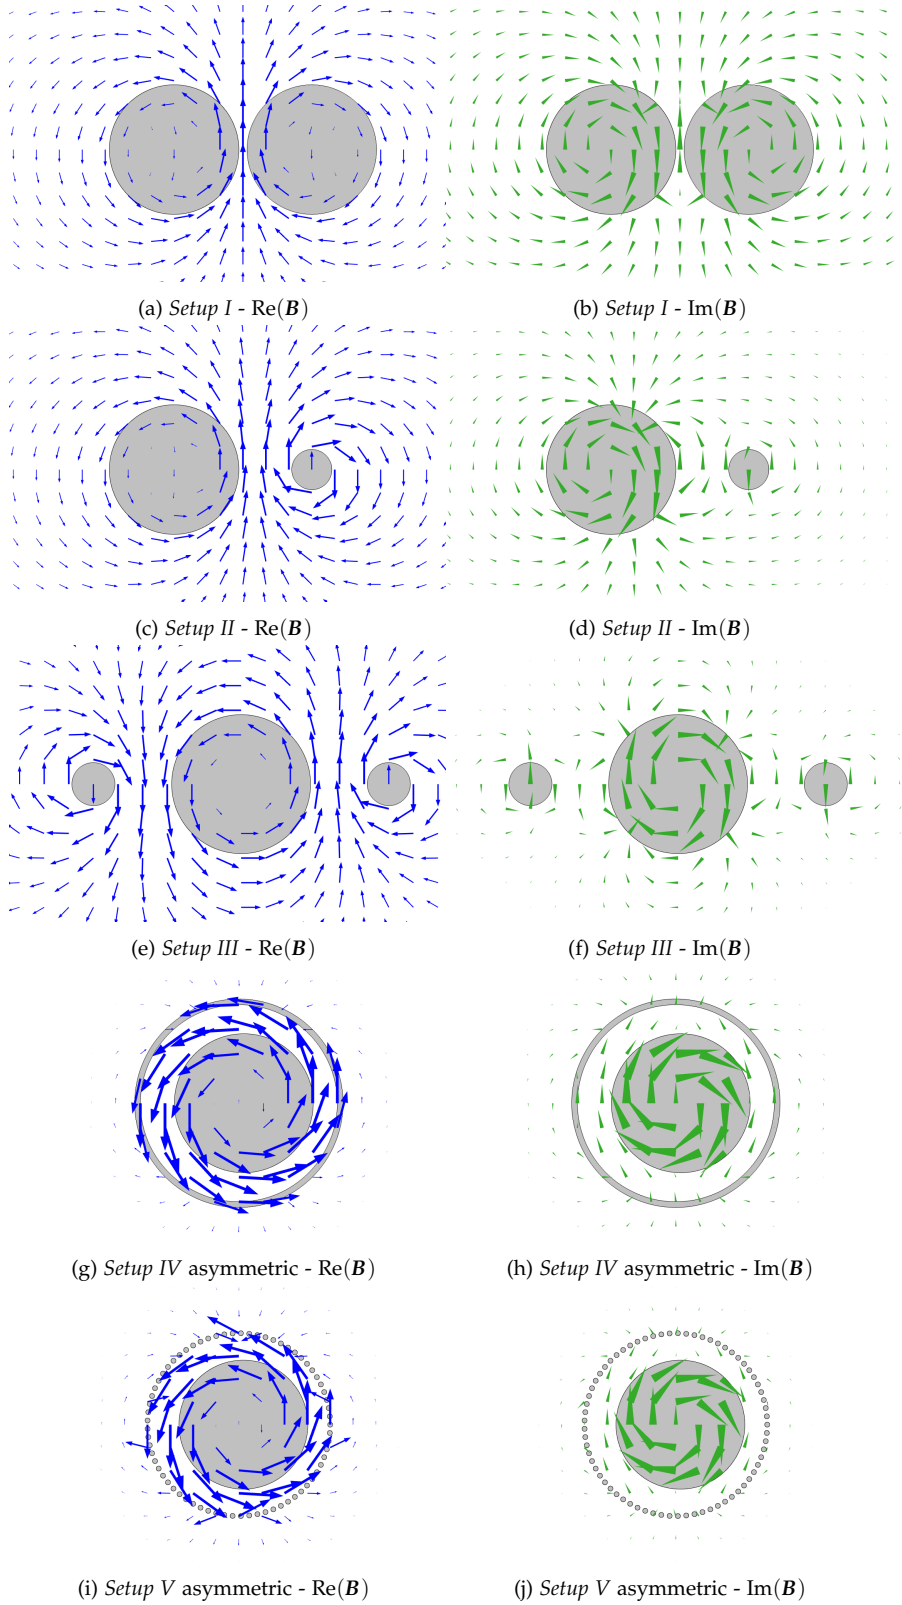 (a) Setup I - Re(B)
(b) Setup I - Im(B)
(c) Setup II - Re(B)
(d) Setup II - Im(B)
(e) Setup III - Re(B)
(f) Setup III - Im(B)
(g) Setup IV asymmetric - Re(B)
(h) Setup IV asymmetric - Im(B)
(i) Setup V asymmetric - Re(B)
(j) Setup V asymmetric - Im(B)